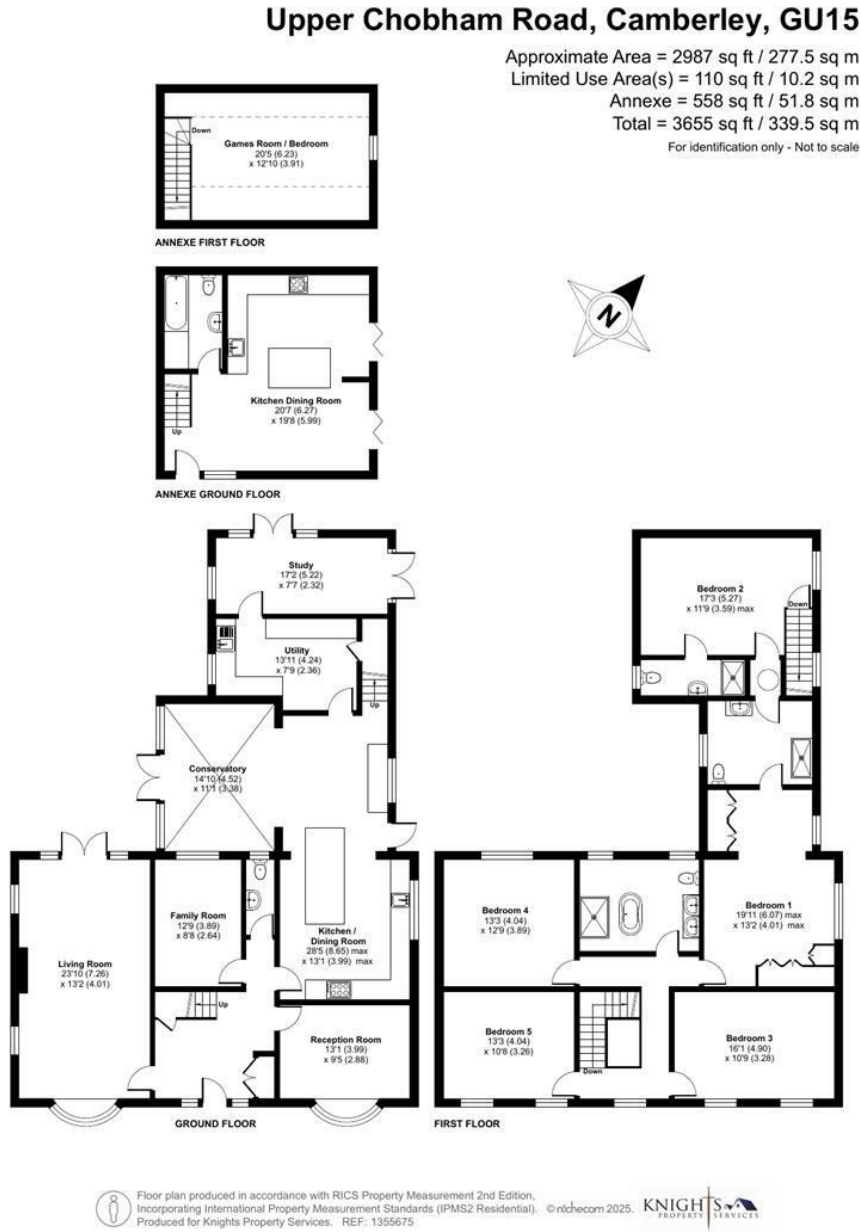 Upper Chobham Road, Camberley, GU15
Approximate Area = 2987 sq ft / 277.5 sq m
Limited Use Area(s) = 110 sq ft / 10.2 sq m
Annexe = 558 sq ft / 51.8 sq m
Total = 3655 sq ft / 339.5 sq m
For identification only - Not to scale
Down
Games Room / Bedroom
20'5 (6.23)
x 12'10 (3.91)
ANNEXE FIRST FLOOR
N
Kitchen Dining Room
20'7 (6.27)
x 19'8 (5.99)
Up
ANNEXE GROUND FLOOR
Study
17'2 (5.22)
x 7'7 (2.32)
Utility
13'11 (4.24)
x 7'9 (2.36)
Up
Conservatory
14'10 (4.52)
x 11'1 (3.38)
Family Room
12'9 (3.89)
x 8'8 (2.64)
Kitchen /
Dining Room
28'5 (8.65) max
x 13'1 (3.99) max
Living Room
23'10 (7.26)
x 13'2 (4.01)
Up
Reception Room
13'1 (3.99)
x 9'5 (2.88)
GROUND FLOOR
Bedroom 2
17'3 (5.27)
x 11'9 (3.59) max
Down
Bedroom 4
13'3 (4.04)
x 12'9 (3.89)
Bedroom 1
19'11 (6.07) max
x 13'2 (4.01) max
Bedroom 5
13'3 (4.04)
x 10'8 (3.26)
Down
Bedroom 3
16'1 (4.90)
x 10'9 (3.28)
FIRST FLOOR
Floor plan produced in accordance with RICS Property Measurement 2nd Edition,
Incorporating International Property Measurement Standards (IPMS2 Residential). © nichecom 2025.
Produced for Knights Property Services. REF: 1355675
KNIGHTS
PROPERTY SERVICES